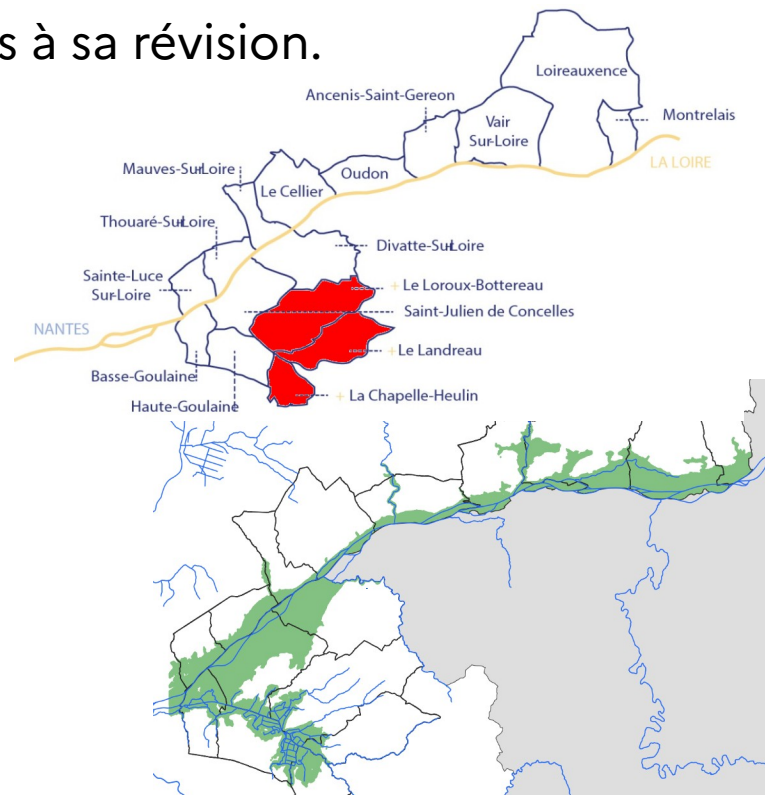 s à sa révision.
Loireauxence
Ancenis-Saint-Gereon
Montrelais
Vair
Sur-Loire
LA LOIRE
Mauves-Sur-Loire
Oudon
Le Cellier
Thouaré-Sur-Loire
Divatte-Sur-Loire
Sainte-Luce
Sur-Loire
+ Le Loroux-Bottereau
Saint-Julien de Concelles
NANTES
+ Le Landreau
Basse-Goulaine
+ La Chapelle-Heulin
Haute-Goulaine